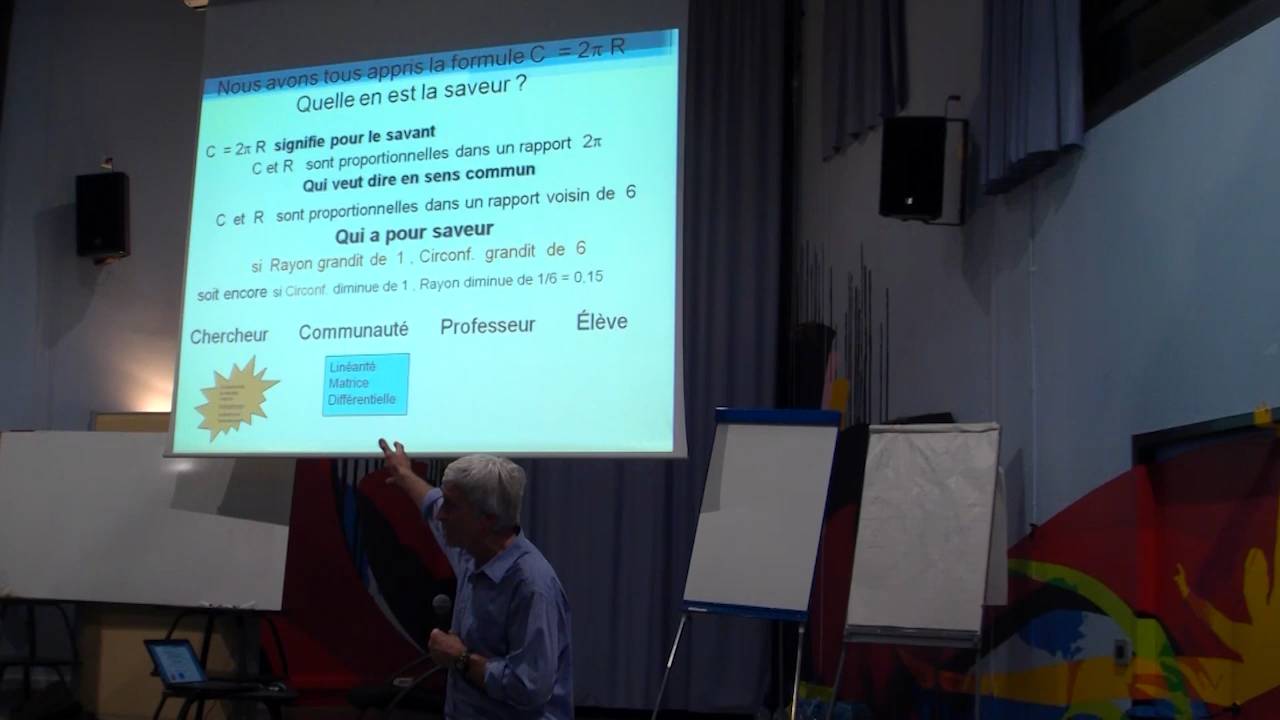 Nous avons tous appris la formule C = 2π R
Quelle en est la saveur ?
C = 2π R signifie pour le savant
C et R sont proportionnelles dans un rapport 2π
Qui veut dire en sens commun
C et R sont proportionnelles dans un rapport voisin de 6
Qui a pour saveur
si Rayon grandit de 1 , Circonf. grandit de 6
soit encore si Circonf. diminue de 1 , Rayon diminue de 1/6 = 0,15
Chercheur Communauté Professeur Élève
Linéarité
Matrice
Différentielle